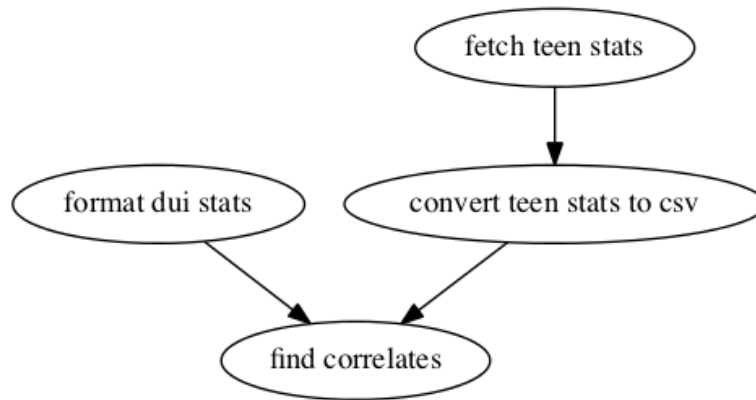 fetch teen stats
format dui stats
convert teen stats to csv
find correlates